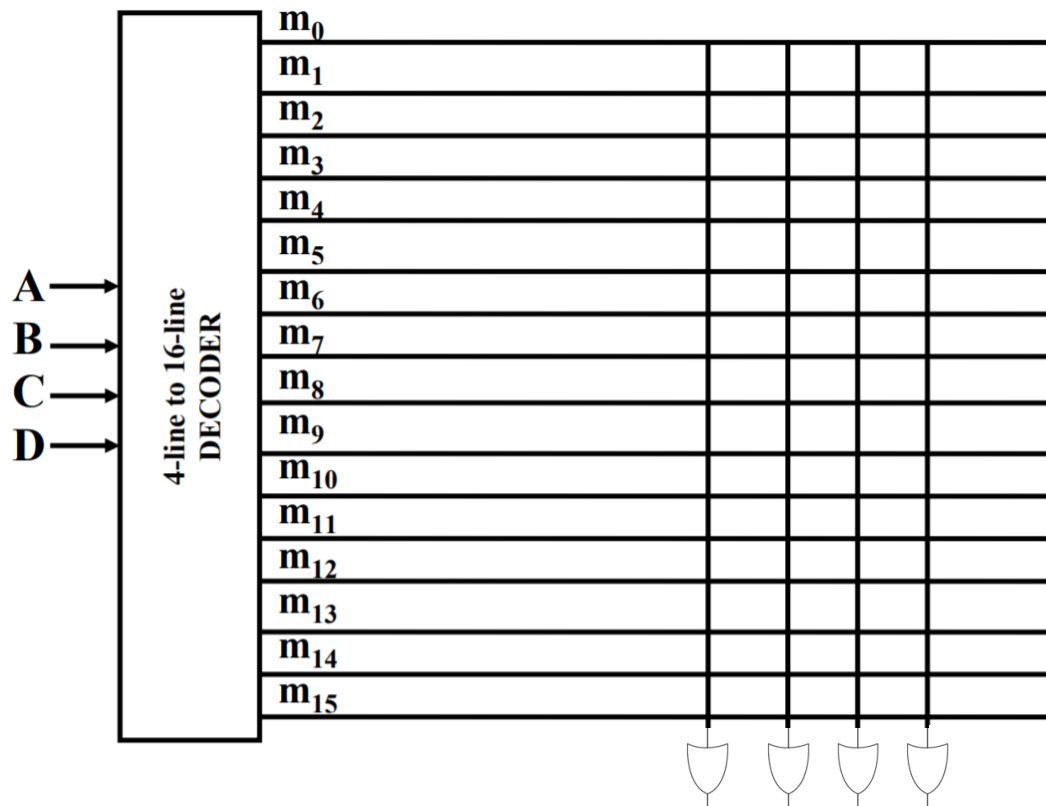 m₀
m₁
m₂
m₃
m₄
m₅
m₆
m₇
m₈
m₉
m₁₀
m₁₁
m₁₂
m₁₃
m₁₄
m₁₅
A
B
C
D
4-line to 16-line
DECODER